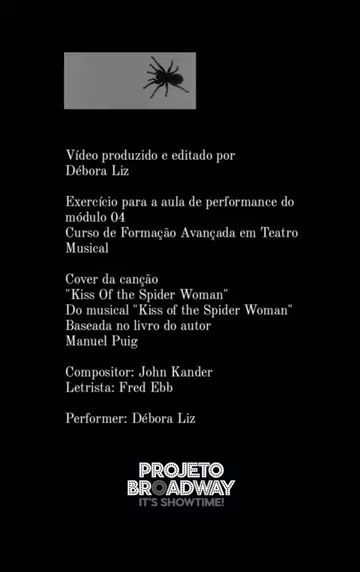 Vídeo produzido e editado por
Débora Liz
Exercício para a aula de performance do
módulo 04
Curso de Formação Avançada em Teatro
Musical
Cover da canção
"Kiss Of the Spider Woman"
Do musical "Kiss of the Spider Woman"
Baseada no livro do autor
Manuel Puig
Compositor: John Kander
Letrista: Fred Ebb
Performer: Débora Liz
PROJETO
BROADWAY
IT'S SHOWTIME!